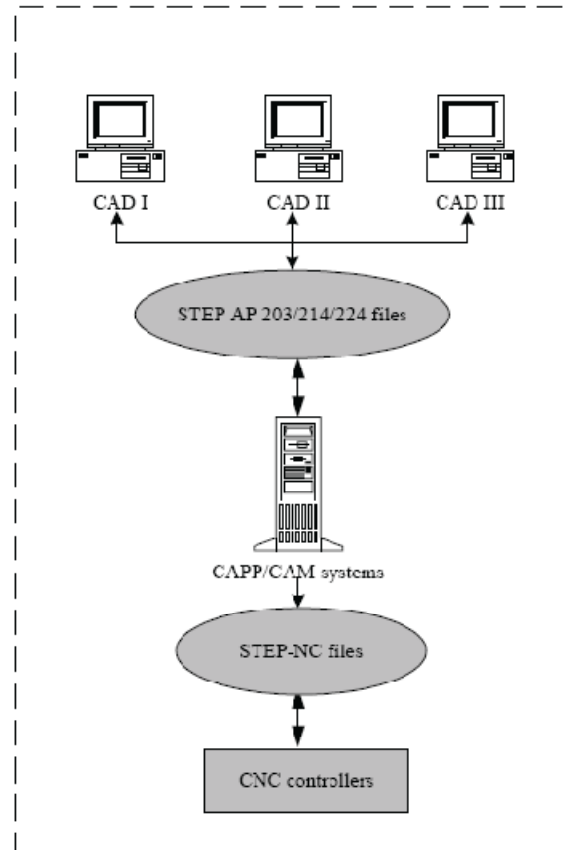 CAD I
CAD II
CAD III
STEP AP 203/214/224 files
CAPP/CAM systems
STEP-NC files
CNC controllers